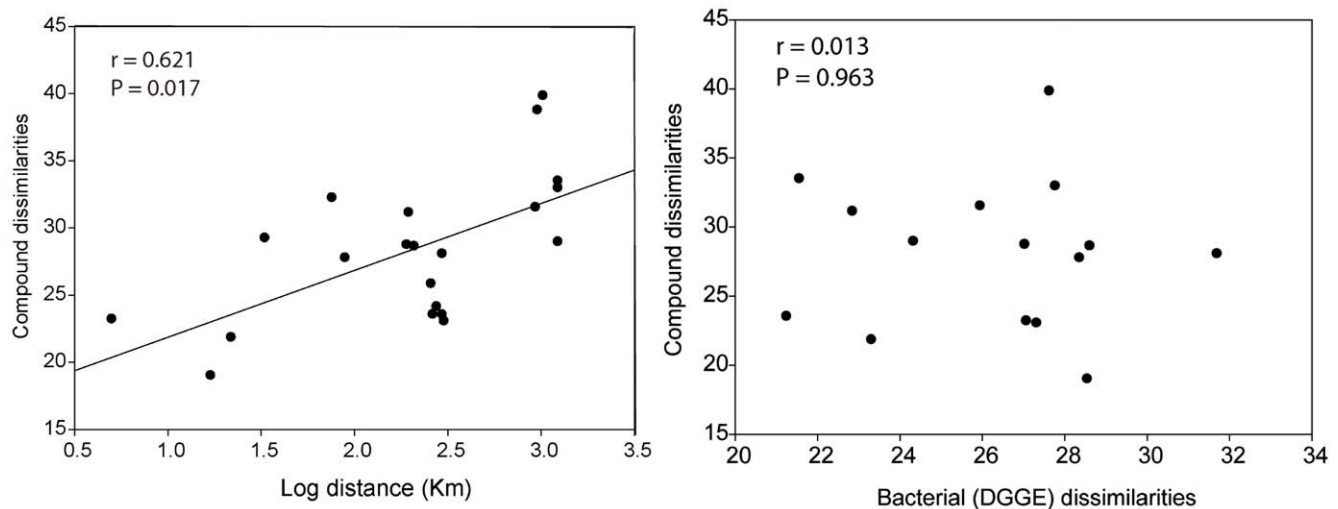 r = 0.621
P = 0.017
Compound dissimilarities
45
40
35
30
25
20
15
0.5 1.0 1.5 2.0 2.5 3.0 3.5
Log distance (Km)
r = 0.013
P = 0.963
Compound dissimilarities
45
40
35
30
25
20
15
20 22 24 26 28 30 32 34
Bacterial (DGGE) dissimilarities